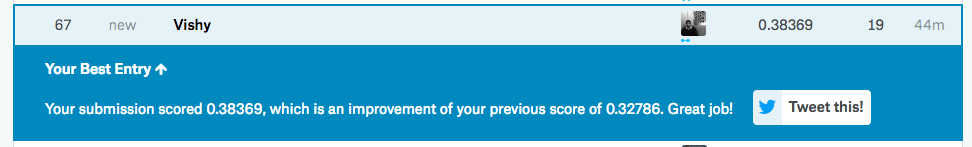 67 new Vishy 0.38369 19 44m
Your Best Entry ↑
Your submission scored 0.38369, which is an improvement of your previous score of 0.32786. Great job! Tweet this!